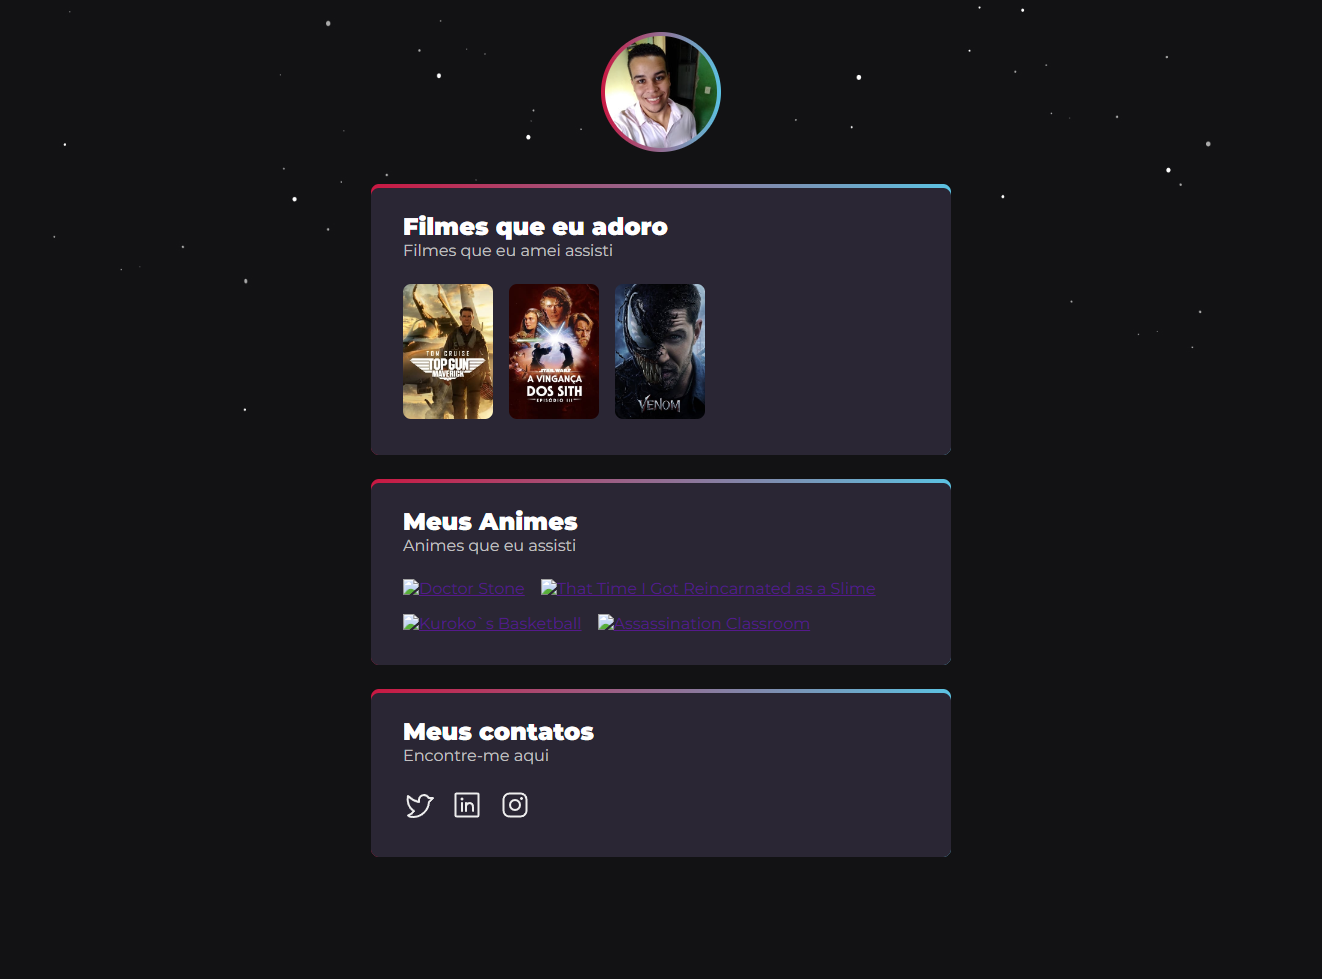 Filmes que eu adoro
Filmes que eu amei assisti
TOM CRUISE
TOPGUN
MAVERICK
STAR WARS
A VINGANÇA
DOS SITH
EPISÓDIO III
VENOM
Meus Animes
Animes que eu assisti
Doctor Stone That Time I Got Reincarnated as a Slime
Kuroko`s Basketball Assassination Classroom
Meus contatos
Encontre-me aqui
in